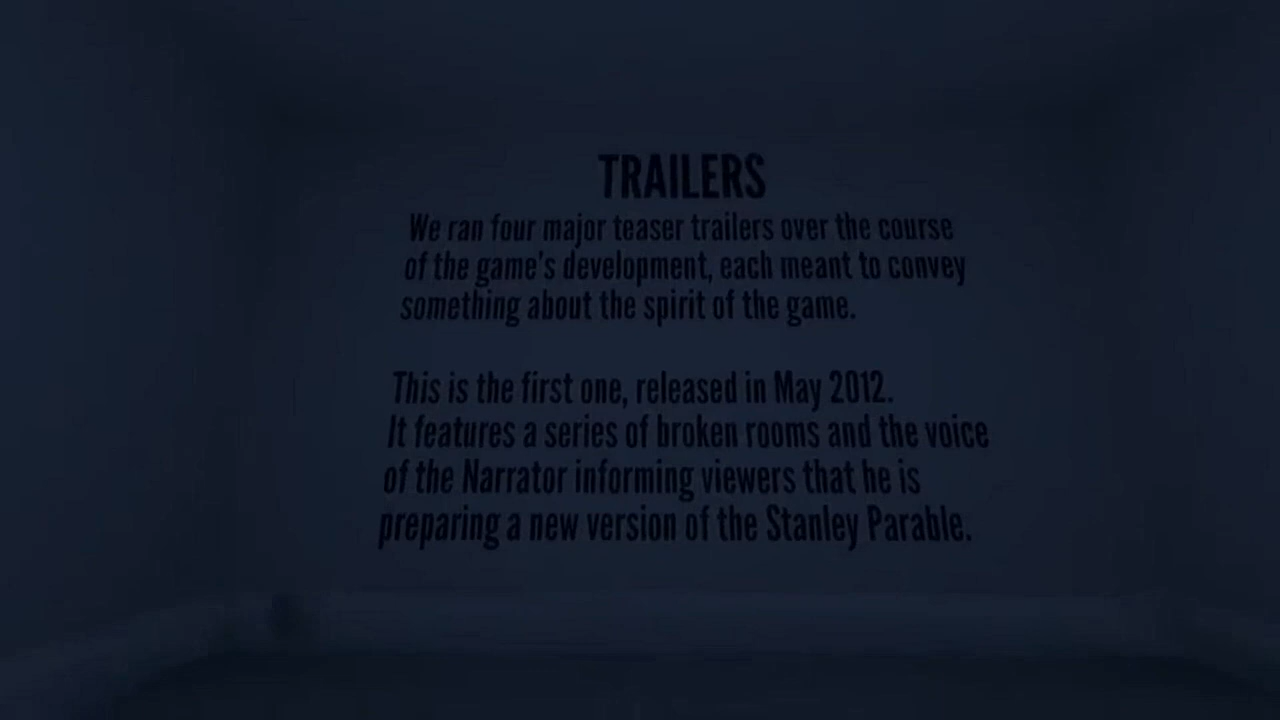 TRAILERS
We ran four major teaser trailers over the course
of the game's development, each meant to convey
something about the spirit of the game.
This is the first one, released in May 2012.
It features a series of broken rooms and the voice
of the Narrator informing viewers that he is
preparing a new version of the Stanley Parable.